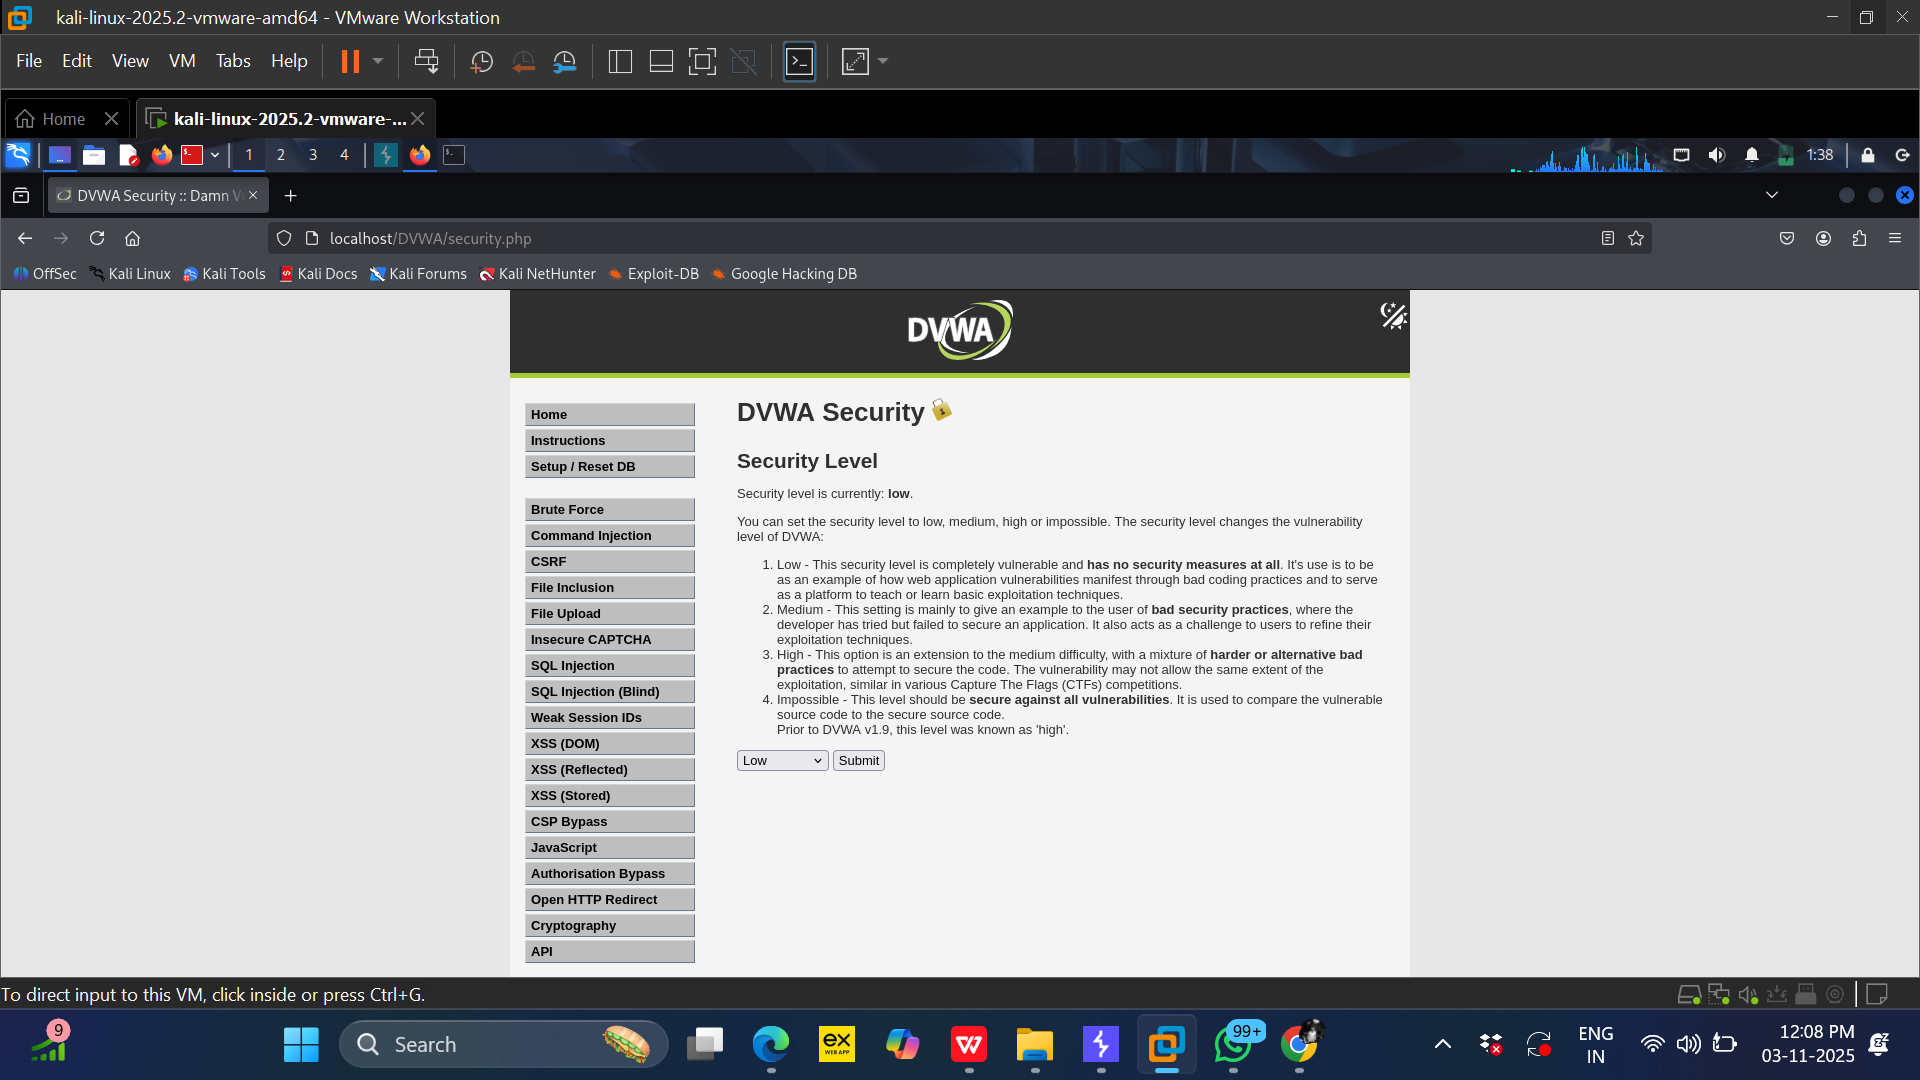 kali-linux-2025.2-vmware-amd64 - VMware Workstation
File Edit View VM Tabs Help
Home
kali-linux-2025.2-vmware-...
1 2 3 4
1:38
DVWA Security :: Damn V
localhost/DVWA/security.php
OffSec Kali Linux Kali Tools Kali Docs Kali Forums Kali NetHunter Exploit-DB Google Hacking DB
DVWA
Home
Instructions
Setup / Reset DB
Brute Force
Command Injection
CSRF
File Inclusion
File Upload
Insecure CAPTCHA
SQL Injection
SQL Injection (Blind)
Weak Session IDs
XSS (DOM)
XSS (Reflected)
XSS (Stored)
CSP Bypass
JavaScript
Authorisation Bypass
Open HTTP Redirect
Cryptography
API
DVWA Security
Security Level
Security level is currently: low.
You can set the security level to low, medium, high or impossible. The security level changes the vulnerability
level of DVWA:
1. Low - This security level is completely vulnerable and has no security measures at all. It's use is to be
as an example of how web application vulnerabilities manifest through bad coding practices and to serve
as a platform to teach or learn basic exploitation techniques.
2. Medium - This setting is mainly to give an example to the user of bad security practices, where the
developer has tried but failed to secure an application. It also acts as a challenge to users to refine their
exploitation techniques.
3. High - This option is an extension to the medium difficulty, with a mixture of harder or alternative bad
practices to attempt to secure the code. The vulnerability may not allow the same extent of the
exploitation, similar in various Capture The Flags (CTFs) competitions.
4. Impossible - This level should be secure against all vulnerabilities. It is used to compare the vulnerable
source code to the secure source code.
Prior to DVWA v1.9, this level was known as 'high'.
Low Submit
To direct input to this VM, click inside or press Ctrl+G.
9
Search
ex
WEB APP
99+
ENG
IN
12:08 PM
03-11-2025